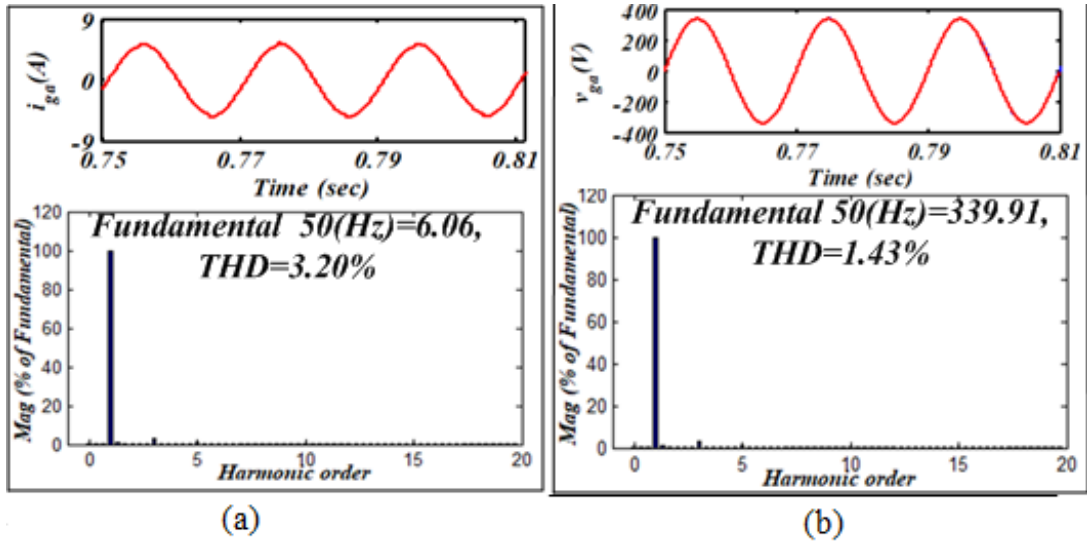 9
0
-9
i ga (A)
0.75 0.77 0.79 0.81
Time (sec)
120
100
80
60
40
20
0
Mag (% of Fundamental)
Fundamental 50(Hz)=6.06,
THD=3.20%
0 5 10 15 20
Harmonic order
(a)
400
200
0
-200
-400
v ga (V)
0.75 0.77 0.79 0.81
Time (sec)
120
100
80
60
40
20
0
Mag (% of Fundamental)
Fundamental 50(Hz)=339.91,
THD=1.43%
0 5 10 15 20
Harmonic order
(b)